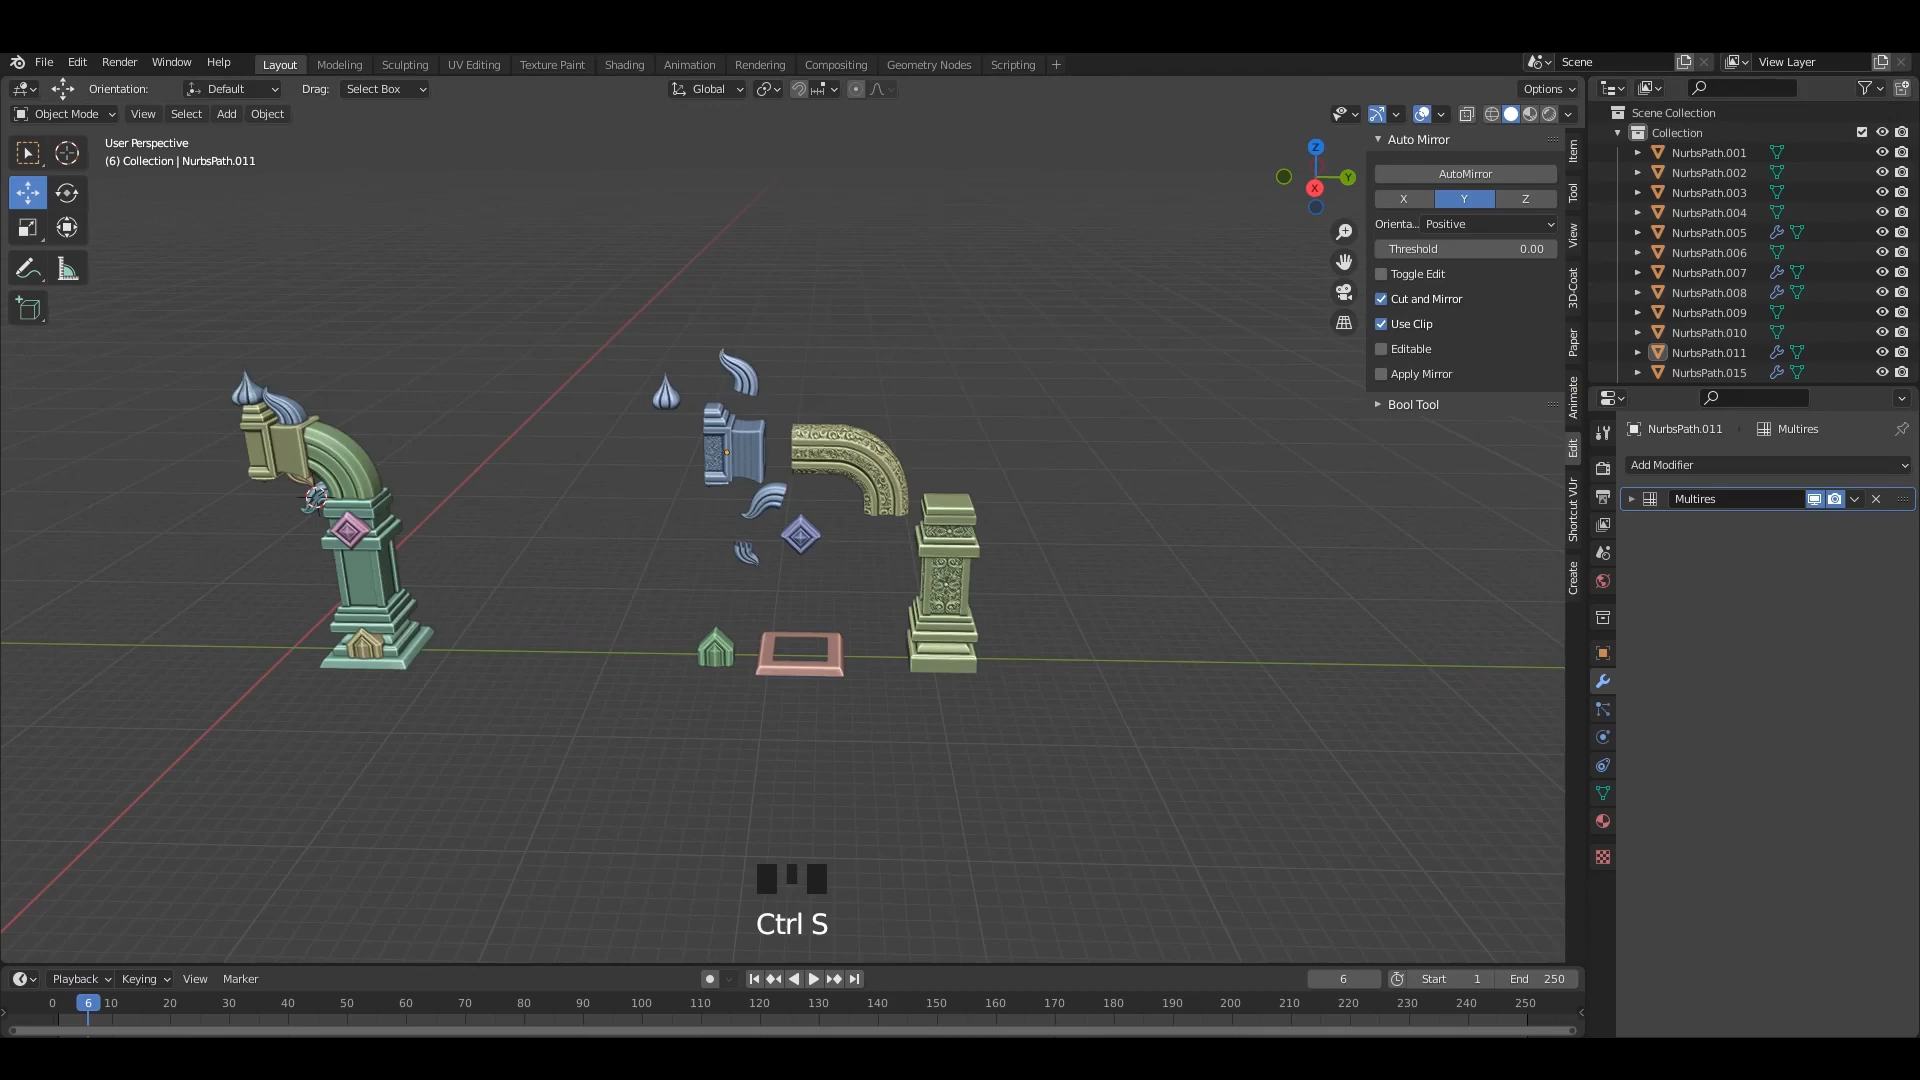 File Edit Render Window Help Layout Modeling Sculpting UV Editing Texture Paint Shading Animation Rendering Compositing Geometry Nodes Scripting + Scene View Layer
Orientation: Default Drag: Select Box Global Options
Object Mode View Select Add Object
User Perspective
(6) Collection | NurbsPath.011
Z
Y
X
Auto Mirror
AutoMirror
X Y Z
Orienta... Positive
Threshold 0.00
Toggle Edit
Cut and Mirror
Use Clip
Editable
Apply Mirror
Bool Tool
Item
Tool
View
3D-Coat
Paper
Animate
Edit
Shortcut VUr
Create
Scene Collection
Collection
NurbsPath.001
NurbsPath.002
NurbsPath.003
NurbsPath.004
NurbsPath.005
NurbsPath.006
NurbsPath.007
NurbsPath.008
NurbsPath.009
NurbsPath.010
NurbsPath.011
NurbsPath.015
NurbsPath.011 Multires
Add Modifier
Multires
Ctrl S
Playback Keying View Marker 6 Start 1 End 250
0 6 10 20 30 40 50 60 70 80 90 100 110 120 130 140 150 160 170 180 190 200 210 220 230 240 250